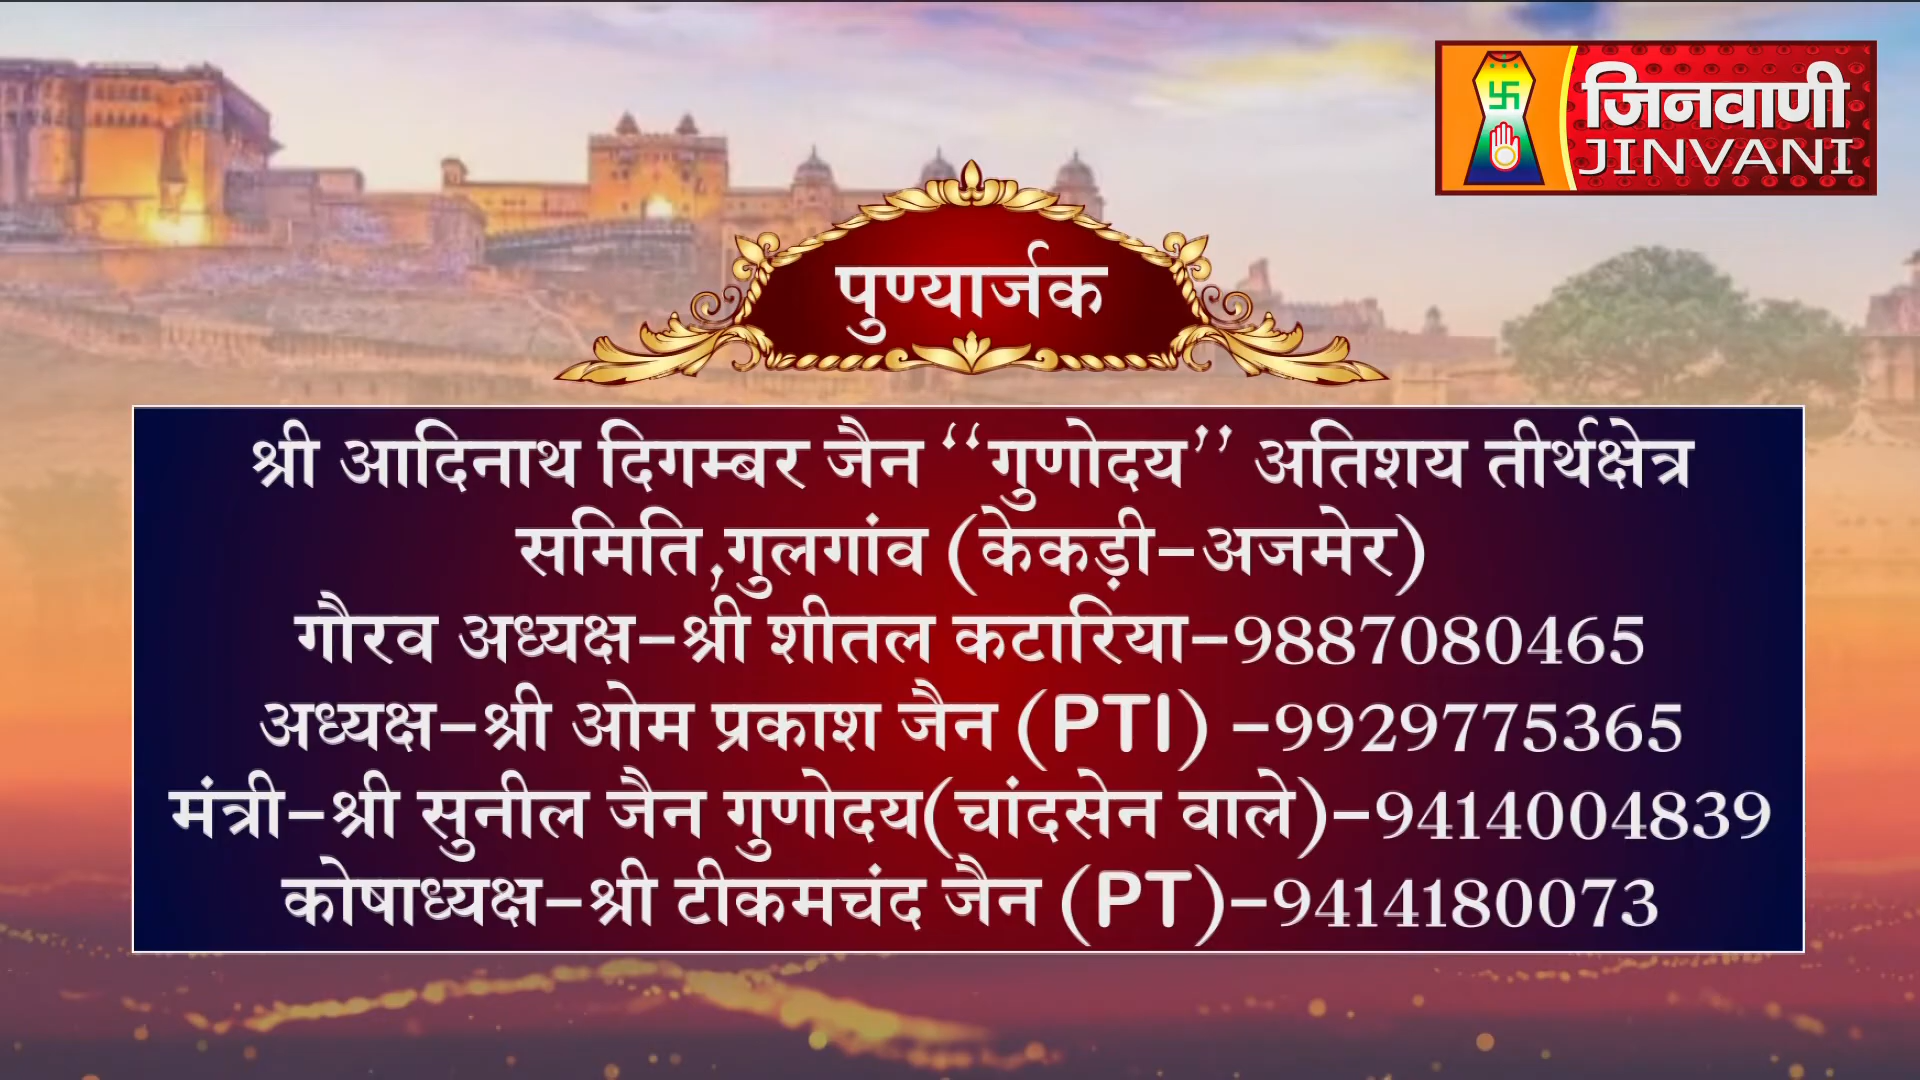 जिनवाणी
JINVANI
पुण्यार्जक
श्री आदिनाथ दिगम्बर जैन “गुणोदय” अतिशय तीर्थक्षेत्र
समिति,गुलगांव (केकड़ी-अजमेर)
गौरव अध्यक्ष-श्री शीतल कटारिया-9887080465
अध्यक्ष-श्री ओम प्रकाश जैन (PTI) -9929775365
मंत्री-श्री सुनील जैन गुणोदय(चांदसेन वाले)-9414004839
कोषाध्यक्ष-श्री टीकमचंद जैन (PT)-9414180073